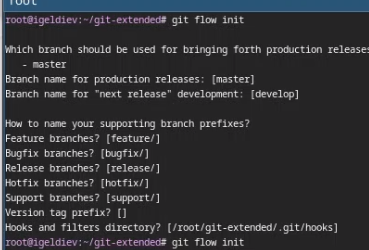 root
root@igeldiev:~/git-extended# git flow init
Which branch should be used for bringing forth production releases
- master
Branch name for production releases: [master]
Branch name for "next release" development: [develop]
How to name your supporting branch prefixes?
Feature branches? [feature/]
Bugfix branches? [bugfix/]
Release branches? [release/]
Hotfix branches? [hotfix/]
Support branches? [support/]
Version tag prefix? []
Hooks and filters directory? [/root/git-extended/.git/hooks]
root@igeldiev:~/git-extended# git flow init